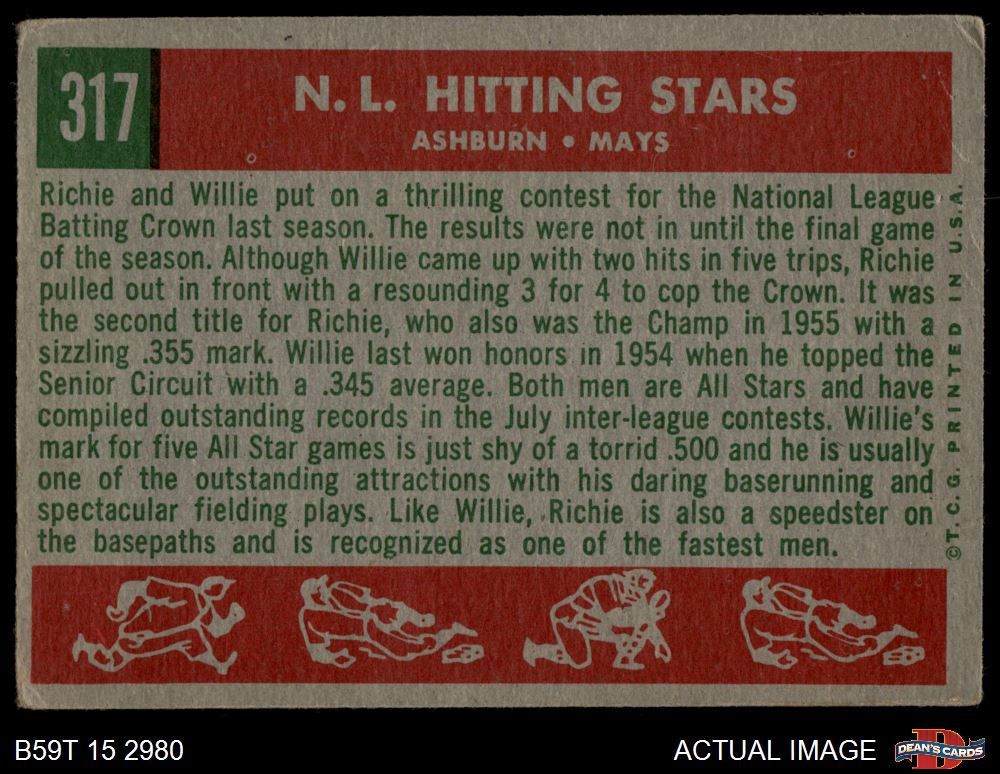 317
N. L. HITTING STARS
ASHBURN • MAYS
Richie and Willie put on a thrilling contest for the National League
Batting Crown last season. The results were not in until the final game
of the season. Although Willie came up with two hits in five trips, Richie
pulled out in front with a resounding 3 for 4 to cop the Crown. It was
the second title for Richie, who also was the Champ in 1955 with a
sizzling .355 mark. Willie last won honors in 1954 when he topped the
Senior Circuit with a .345 average. Both men are All Stars and have
compiled outstanding records in the July inter-league contests. Willie's
mark for five All Star games is just shy of a torrid .500 and he is usually
one of the outstanding attractions with his daring baserunning and
spectacular fielding plays. Like Willie, Richie is also a speedster on
the basepaths and is recognized as one of the fastest men.
©T. C. G. PRINTED IN U.S.A.
B59T 15 2980
ACTUAL IMAGE
D
DEAN'S CARDS